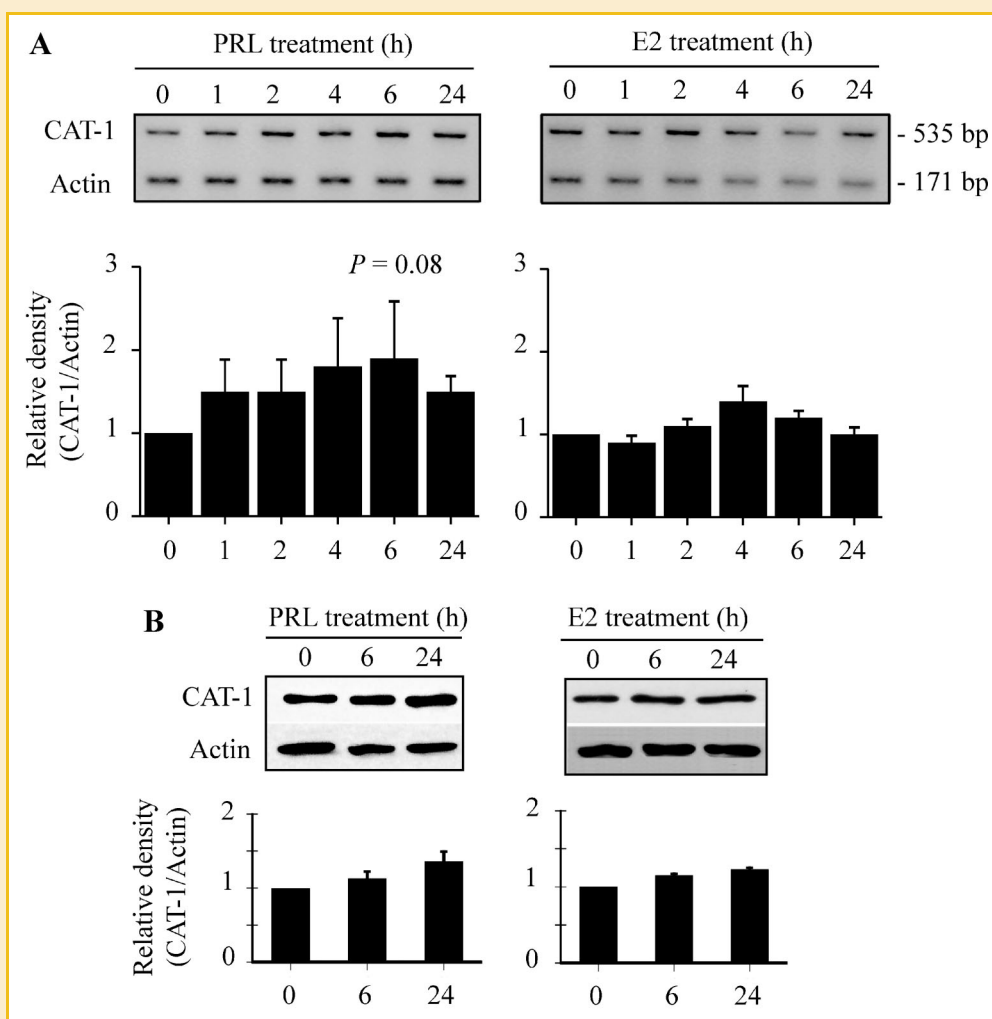 A
PRL treatment (h)
E2 treatment (h)
0 1 2 4 6 24
0 1 2 4 6 24
CAT-1
- 535 bp
Actin
- 171 bp
P = 0.08
Relative density
(CAT-1/Actin)
3
2
1
0
0 1 2 4 6 24
3
2
1
0
0 1 2 4 6 24
B
PRL treatment (h)
E2 treatment (h)
0 6 24
0 6 24
CAT-1
Actin
Relative density
(CAT-1/Actin)
2
1
0
0 6 24
2
1
0
0 6 24